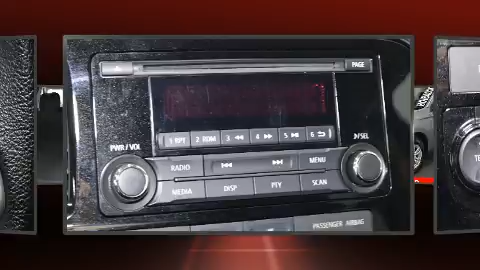 PAGE
1 RPT 2 RDM 3 ◀◀ 4 ▶▶ 5 ▶II 6 ↩
PWR / VOL
♪/SEL
RADIO I◀◀ ▶▶I MENU
MEDIA DISP PTY SCAN
PASSENGER AIRBAG